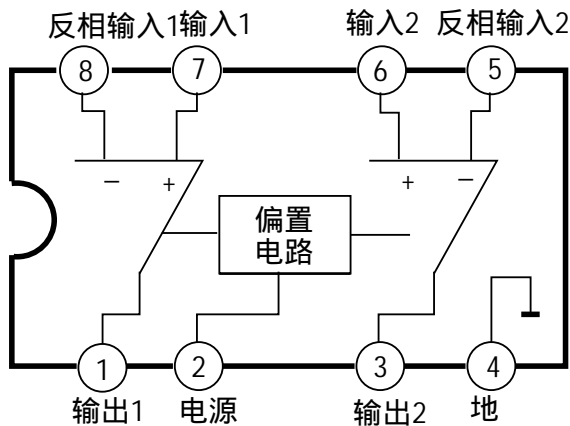 反相输入1 输入1 输入2 反相输入2
8 7 6 5
− + + −
偏置
电路
1 2 3 4
输出1 电源 输出2 地